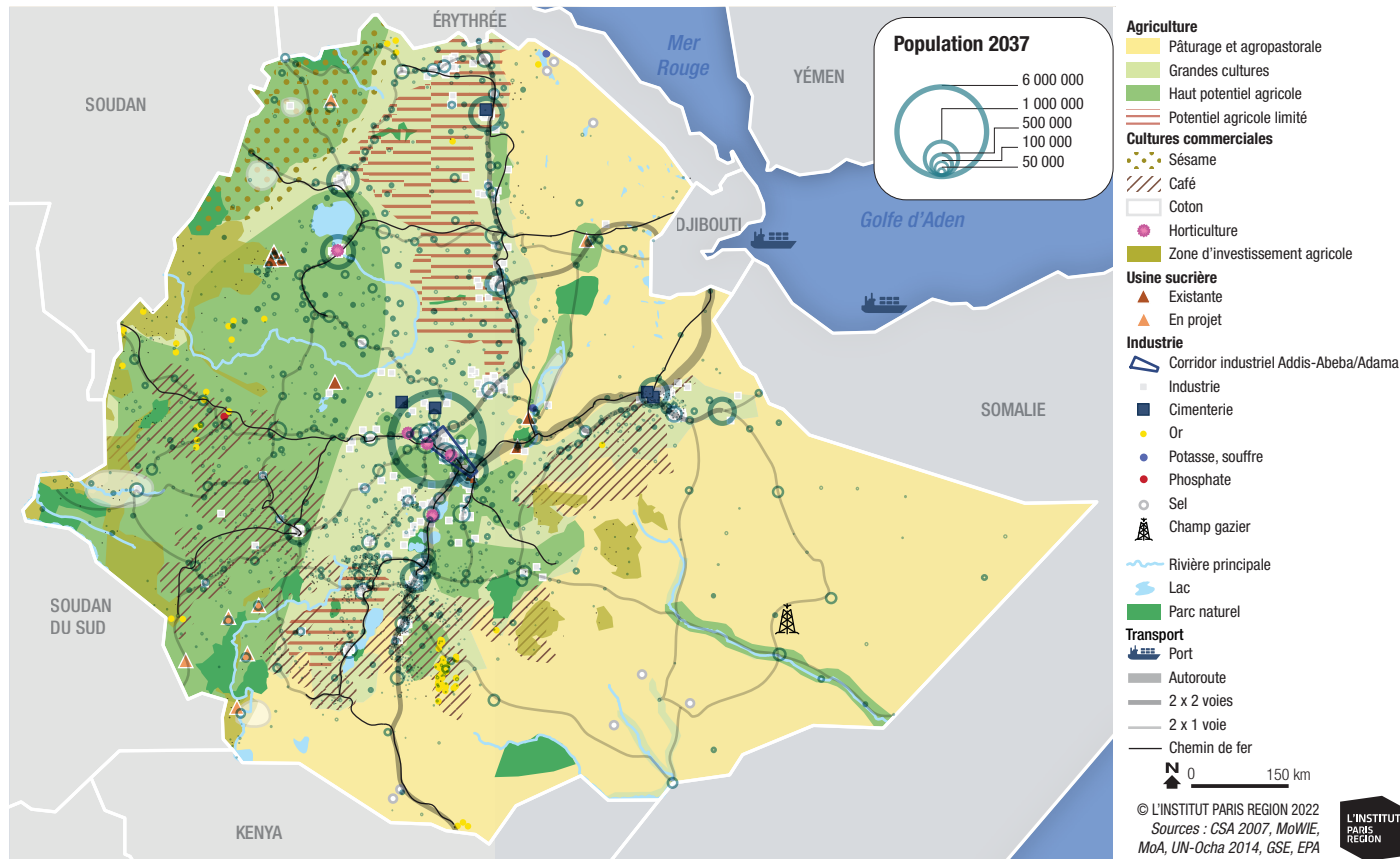 ÉRYTHRÉE
Mer
Rouge
YÉMEN
SOUDAN
DJIBOUTI
Golfe d'Aden
SOMALIE
SOUDAN
DU SUD
KENYA
Population 2037
6 000 000
1 000 000
500 000
100 000
50 000
Agriculture
Pâturage et agropastorale
Grandes cultures
Haut potentiel agricole
Potentiel agricole limité
Cultures commerciales
Sésame
Café
Coton
Horticulture
Zone d'investissement agricole
Usine sucrière
Existante
En projet
Industrie
Corridor industriel Addis-Abeba/Adama
Industrie
Cimenterie
Or
Potasse, souffre
Phosphate
Sel
Champ gazier
Rivière principale
Lac
Parc naturel
Transport
Port
Autoroute
2 x 2 voies
2 x 1 voie
Chemin de fer
N 0 150 km
© L'INSTITUT PARIS REGION 2022
Sources : CSA 2007, MoWIE,
MoA, UN-Ocha 2014, GSE, EPA
L'INSTITUT
PARIS
REGION